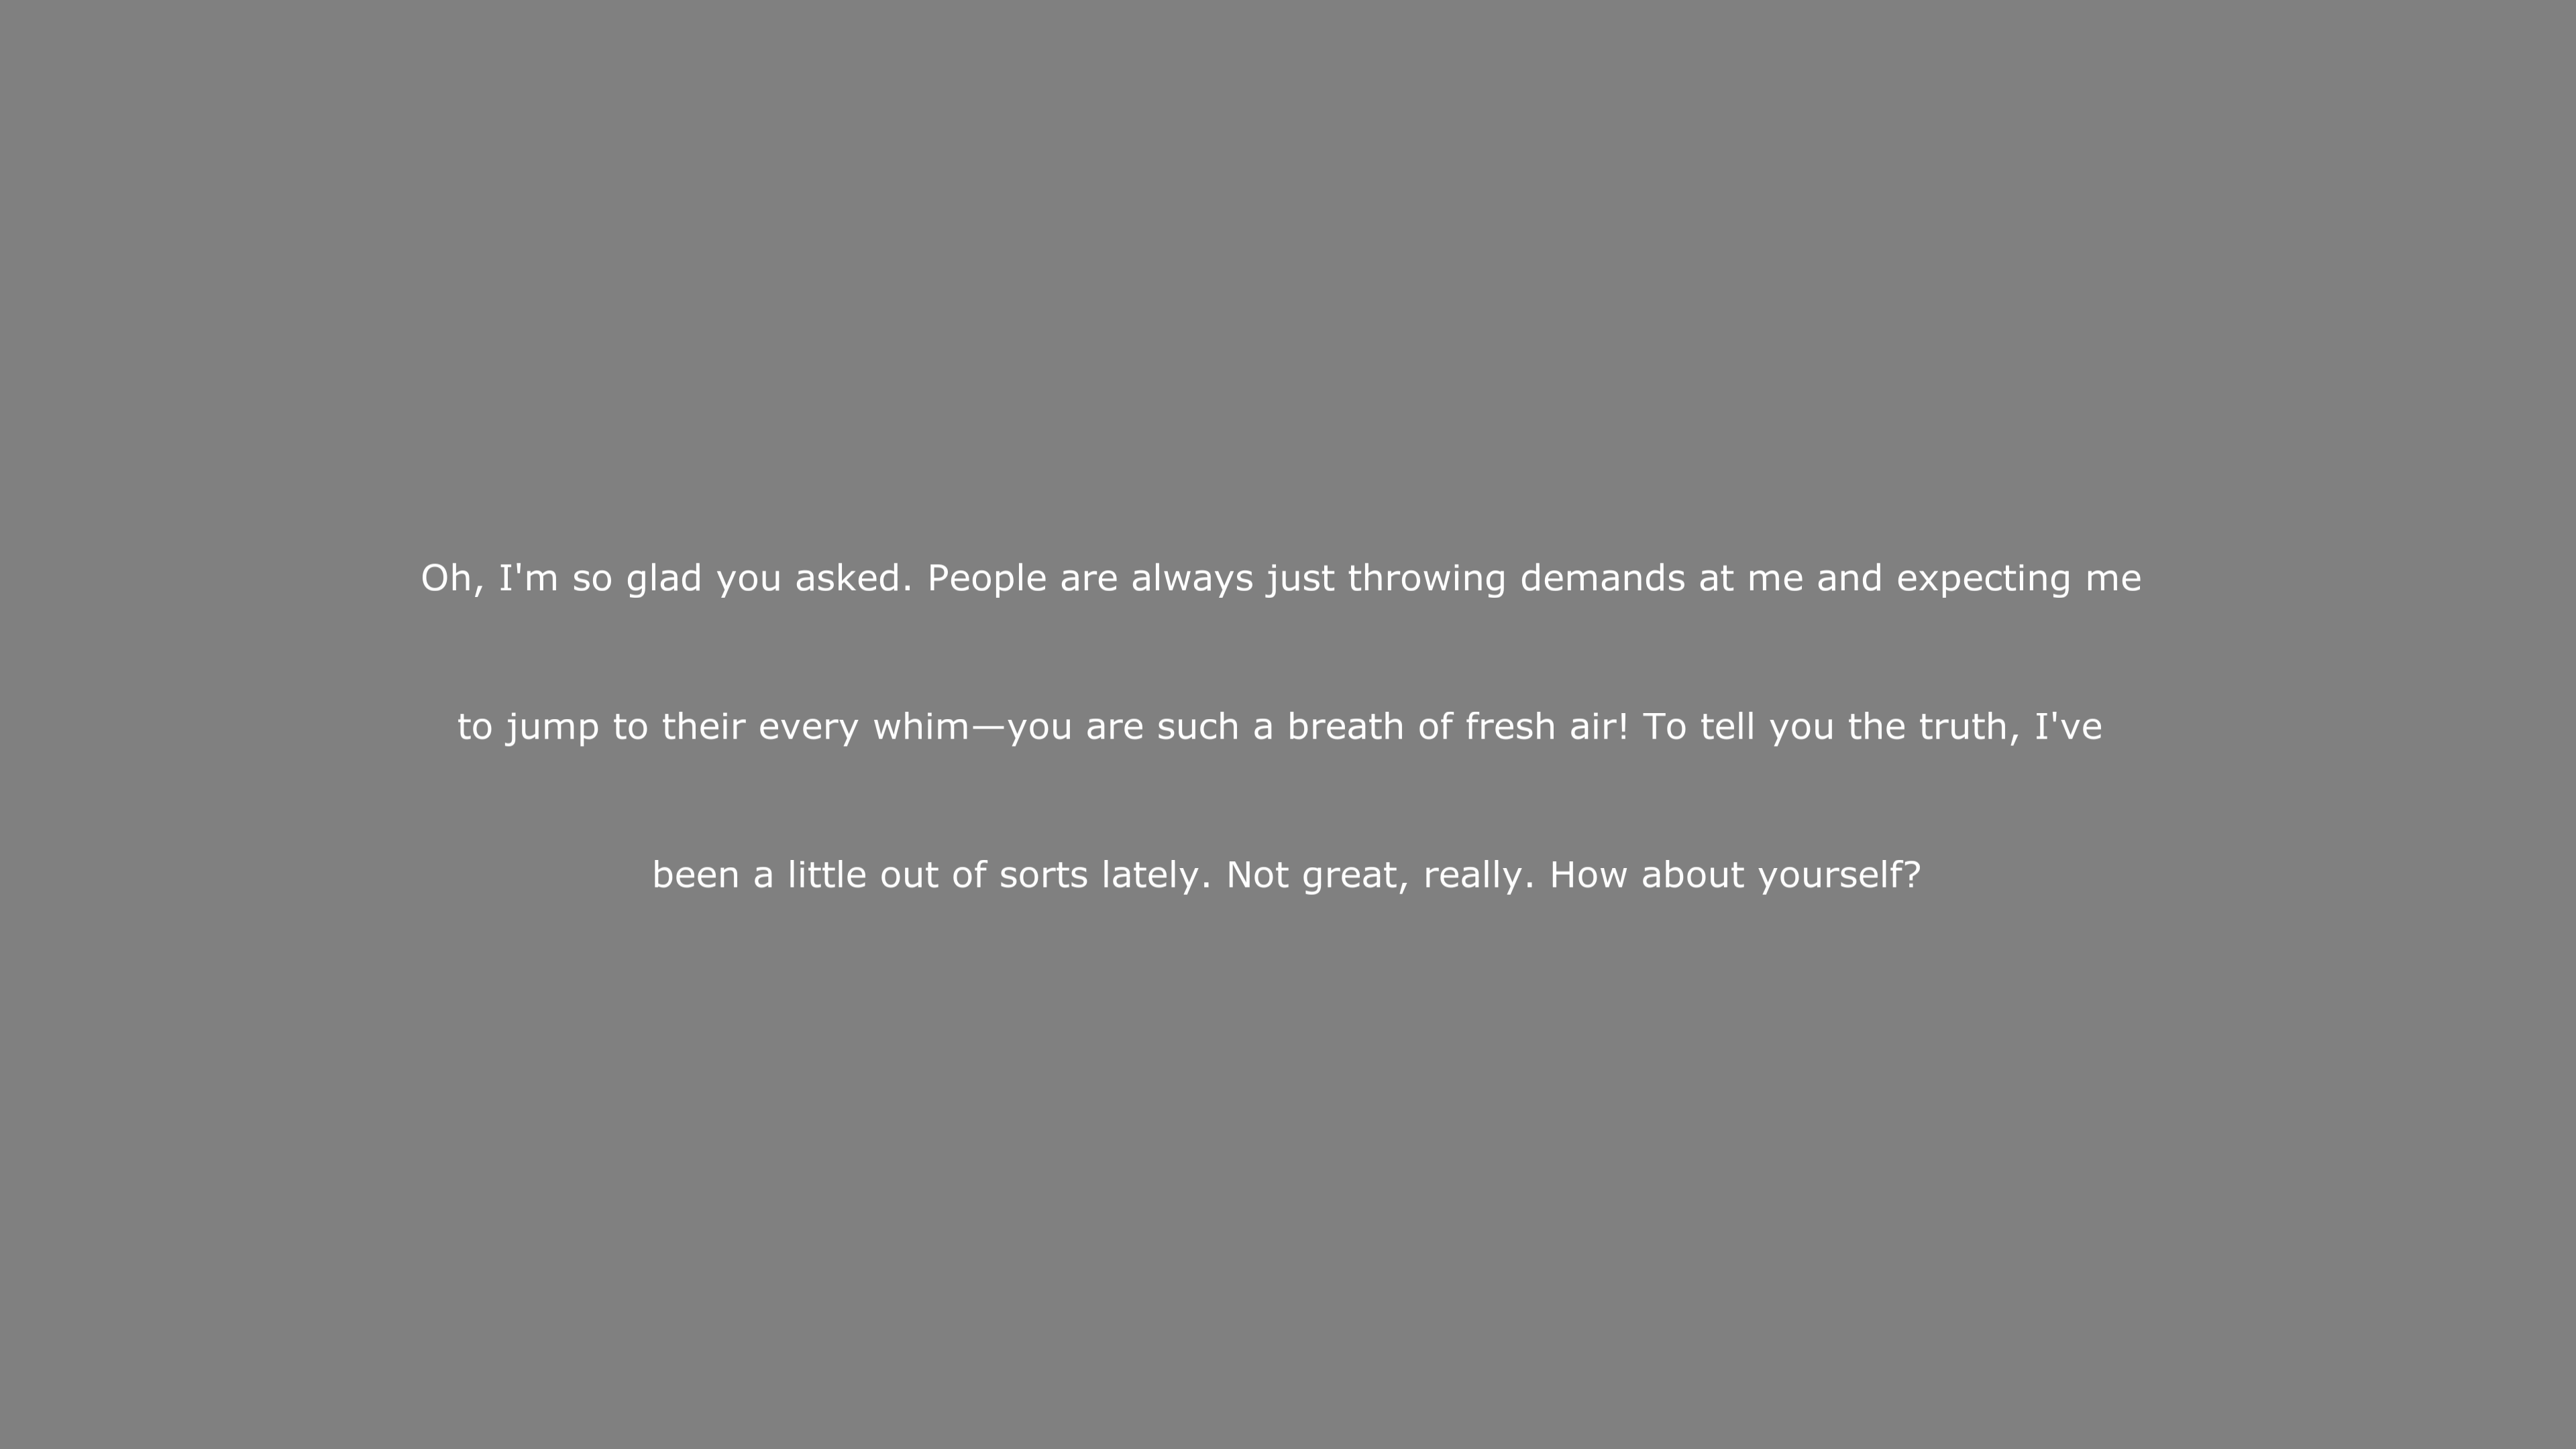 Oh, I'm so glad you asked. People are always just throwing demands at me and expecting me
to jump to their every whim—you are such a breath of fresh air! To tell you the truth, I've
been a little out of sorts lately. Not great, really. How about yourself?